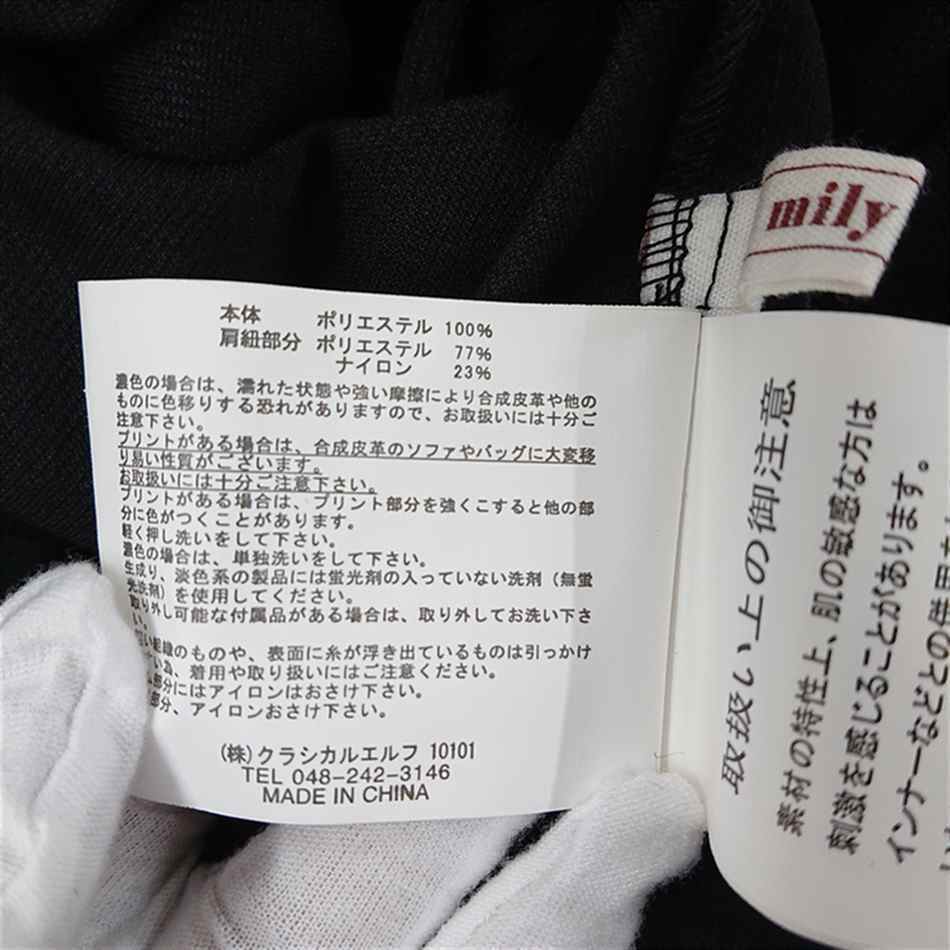 mily
本体 ポリエステル 100%
肩紐部分 ポリエステル 77%
ナイロン 23%
濃色の場合は、濡れた状態や強い摩擦により合成皮革や他の
ものに色移りする恐れがありますので、お取扱いには十分ご
注意下さい。
プリントがある場合は、合成皮革のソファやバッグに大変移
り易い性質がございます。
お取扱いには十分ご注意下さい。
プリントがある場合は、プリント部分を強くこすると他の部
分に色がつくことがあります。
軽く押し洗いをして下さい。
濃色の場合は、単独洗いをして下さい。
生成り、淡色系の製品には蛍光剤の入っていない洗剤（無蛍
光洗剤）を使用してください。
取り外し可能な付属品がある場合は、取り外してお洗い下さ
い。
組織のものや、表面に糸が浮き出ているものは引っかけ
為、着用や取り扱いにはご注意ください。
部分にはアイロンはおさけ下さい。
部分、アイロンおさけ下さい。
(株)クラシカルエルフ 10101
TEL 048-242-3146
MADE IN CHINA
取扱い上の御注意
素材の特性上、肌の敏感な方は
刺激を感じることがあります。
インナーなどとの併用